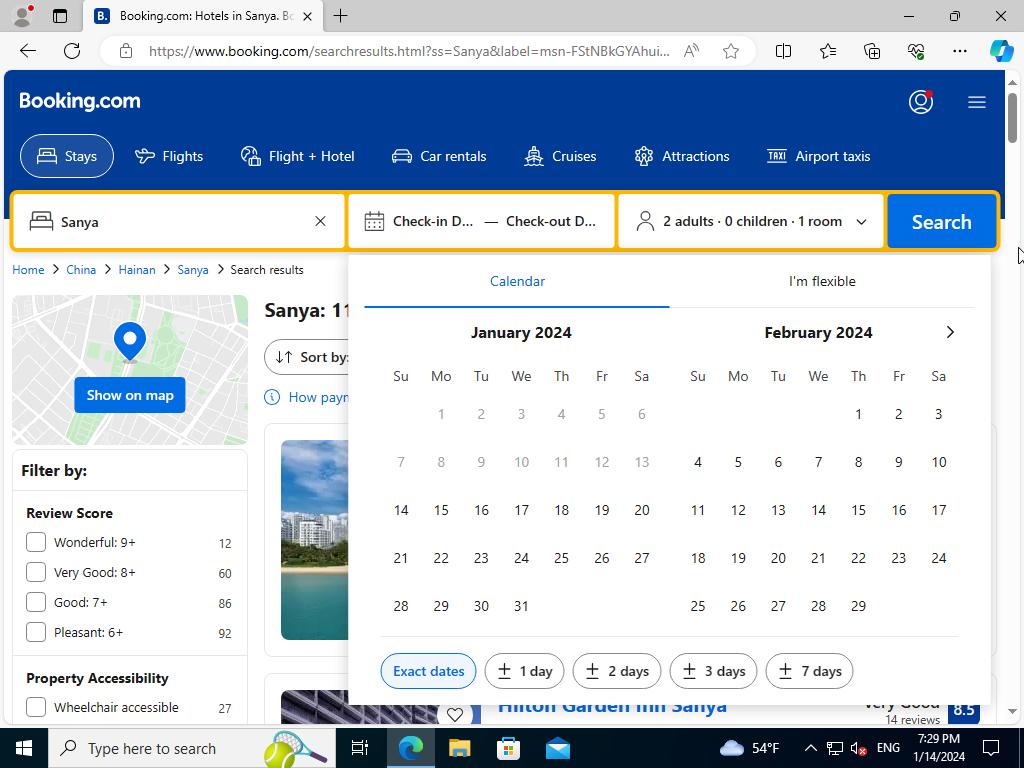 Booking.com: Hotels in Sanya. Bo
https://www.booking.com/searchresults.html?ss=Sanya&label=msn-FStNBkGYAhui...
Booking.com
Stays Flights Flight + Hotel Car rentals Cruises Attractions TAXI Airport taxis
Sanya Check-in D... — Check-out D... 2 adults · 0 children · 1 room Search
Home > China > Hainan > Sanya > Search results
Calendar I'm flexible
Show on map
Sanya: 11
Sort by:
How payn
January 2024
Su Mo Tu We Th Fr Sa
1 2 3 4 5 6
7 8 9 10 11 12 13
14 15 16 17 18 19 20
21 22 23 24 25 26 27
28 29 30 31
February 2024
Su Mo Tu We Th Fr Sa
1 2 3
4 5 6 7 8 9 10
11 12 13 14 15 16 17
18 19 20 21 22 23 24
25 26 27 28 29
Exact dates ± 1 day ± 2 days ± 3 days ± 7 days
Filter by:
Review Score
Wonderful: 9+ 12
Very Good: 8+ 60
Good: 7+ 86
Pleasant: 6+ 92
Property Accessibility
Wheelchair accessible 27
Hilton Garden Inn Sanya
Very Good
14 reviews
8.5
Type here to search
54°F
ENG
7:29 PM
1/14/2024